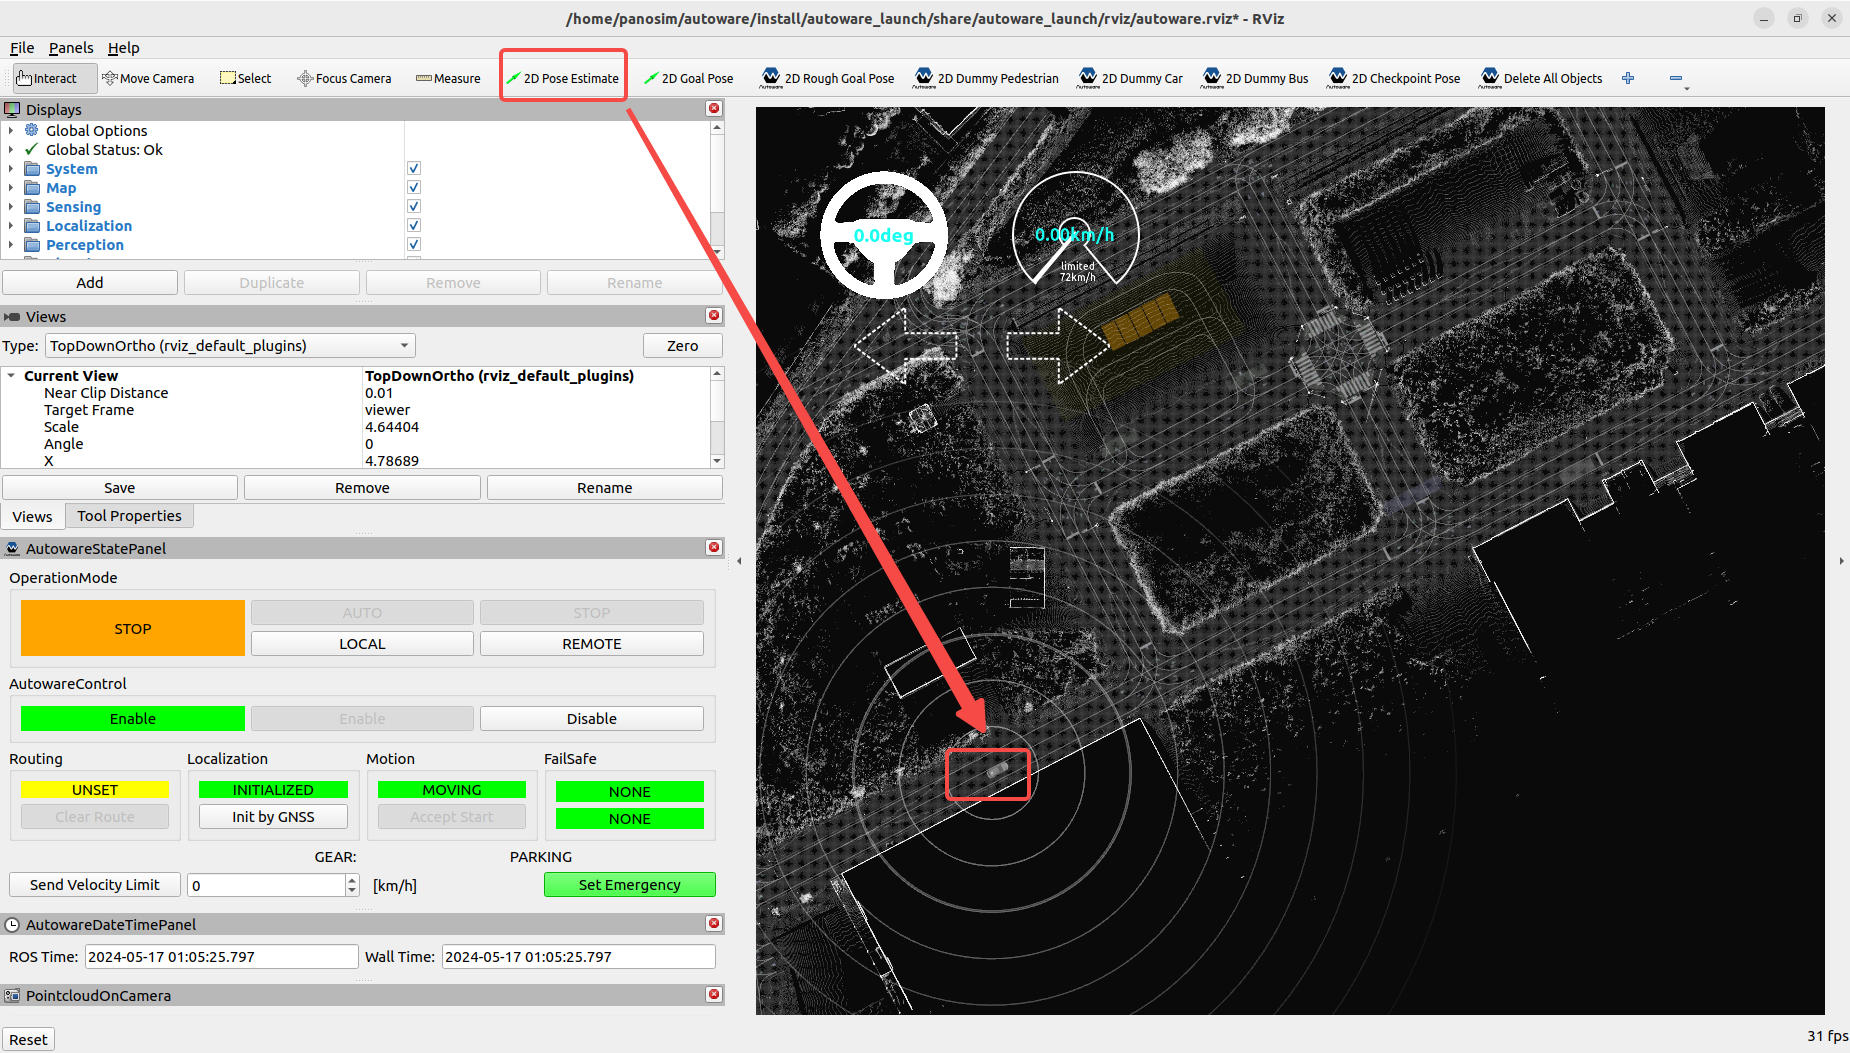 /home/panosim/autoware/install/autoware_launch/share/autoware_launch/rviz/autoware.rviz* - RViz
File Panels Help
Interact Move Camera Select Focus Camera Measure 2D Pose Estimate 2D Goal Pose 2D Rough Goal Pose 2D Dummy Pedestrian 2D Dummy Car 2D Dummy Bus 2D Checkpoint Pose Delete All Objects
Displays
Global Options
Global Status: Ok
System
Map
Sensing
Localization
Perception
Add Duplicate Remove Rename
Views
Type: TopDownOrtho (rviz_default_plugins) Zero
Current View TopDownOrtho (rviz_default_plugins)
Near Clip Distance 0.01
Target Frame viewer
Scale 4.64404
Angle 0
X 4.78689
Save Remove Rename
Views Tool Properties
AutowareStatePanel
OperationMode
STOP AUTO STOP
LOCAL REMOTE
AutowareControl
Enable Enable Disable
Routing Localization Motion FailSafe
UNSET INITIALIZED MOVING NONE
Clear Route Init by GNSS Accept Start NONE
GEAR: PARKING
Send Velocity Limit 0 [km/h] Set Emergency
AutowareDateTimePanel
ROS Time: 2024-05-17 01:05:25.797 Wall Time: 2024-05-17 01:05:25.797
PointcloudOnCamera
Reset
0.0deg
0.00km/h
limited
72km/h
31 fps